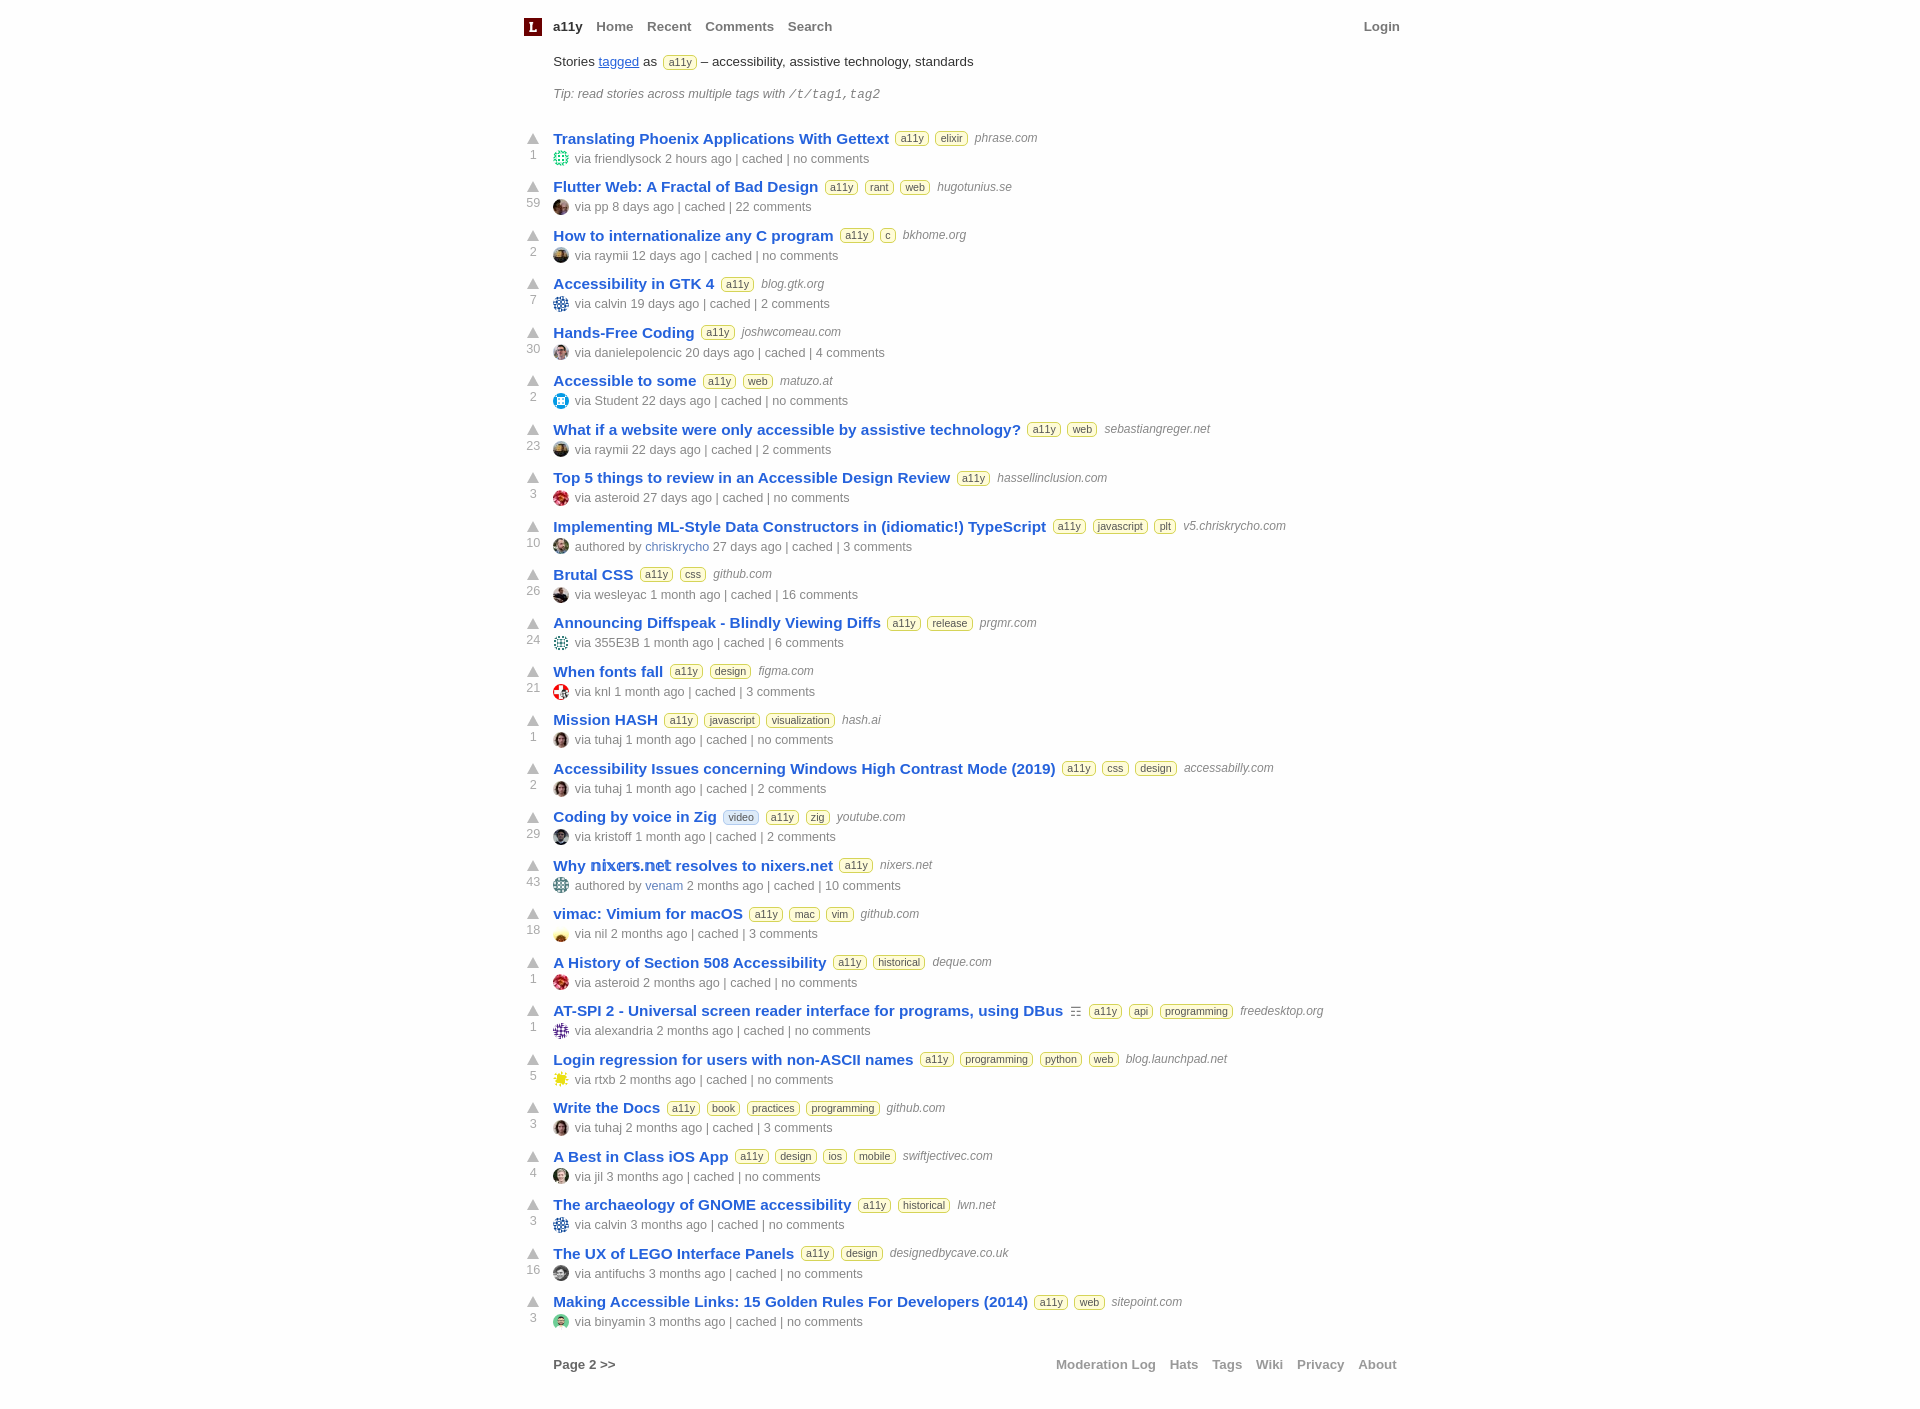 L a11y Home Recent Comments Search Login
Stories tagged as a11y – accessibility, assistive technology, standards
Tip: read stories across multiple tags with /t/tag1,tag2
Translating Phoenix Applications With Gettext a11y elixir phrase.com
1 via friendlysock 2 hours ago | cached | no comments
Flutter Web: A Fractal of Bad Design a11y rant web hugotunius.se
59 via pp 8 days ago | cached | 22 comments
How to internationalize any C program a11y c bkhome.org
2 via raymii 12 days ago | cached | no comments
Accessibility in GTK 4 a11y blog.gtk.org
7 via calvin 19 days ago | cached | 2 comments
Hands-Free Coding a11y joshwcomeau.com
30 via danielepolencic 20 days ago | cached | 4 comments
Accessible to some a11y web matuzo.at
2 via Student 22 days ago | cached | no comments
What if a website were only accessible by assistive technology? a11y web sebastiangreger.net
23 via raymii 22 days ago | cached | 2 comments
Top 5 things to review in an Accessible Design Review a11y hassellinclusion.com
3 via asteroid 27 days ago | cached | no comments
Implementing ML-Style Data Constructors in (idiomatic!) TypeScript a11y javascript plt v5.chriskrycho.com
10 authored by chriskrycho 27 days ago | cached | 3 comments
Brutal CSS a11y css github.com
26 via wesleyac 1 month ago | cached | 16 comments
Announcing Diffspeak - Blindly Viewing Diffs a11y release prgmr.com
24 via 355E3B 1 month ago | cached | 6 comments
When fonts fall a11y design figma.com
21 via knl 1 month ago | cached | 3 comments
Mission HASH a11y javascript visualization hash.ai
1 via tuhaj 1 month ago | cached | no comments
Accessibility Issues concerning Windows High Contrast Mode (2019) a11y css design accessabilly.com
2 via tuhaj 1 month ago | cached | 2 comments
Coding by voice in Zig video a11y zig youtube.com
29 via kristoff 1 month ago | cached | 2 comments
Why 𝕟𝕚𝕩𝕖𝕣𝕤.𝕟𝕖𝕥 resolves to nixers.net a11y nixers.net
43 authored by venam 2 months ago | cached | 10 comments
vimac: Vimium for macOS a11y mac vim github.com
18 via nil 2 months ago | cached | 3 comments
A History of Section 508 Accessibility a11y historical deque.com
1 via asteroid 2 months ago | cached | no comments
AT-SPI 2 - Universal screen reader interface for programs, using DBus ☶ a11y api programming freedesktop.org
1 via alexandria 2 months ago | cached | no comments
Login regression for users with non-ASCII names a11y programming python web blog.launchpad.net
5 via rtxb 2 months ago | cached | no comments
Write the Docs a11y book practices programming github.com
3 via tuhaj 2 months ago | cached | 3 comments
A Best in Class iOS App a11y design ios mobile swiftjectivec.com
4 via jil 3 months ago | cached | no comments
The archaeology of GNOME accessibility a11y historical lwn.net
3 via calvin 3 months ago | cached | no comments
The UX of LEGO Interface Panels a11y design designedbycave.co.uk
16 via antifuchs 3 months ago | cached | no comments
Making Accessible Links: 15 Golden Rules For Developers (2014) a11y web sitepoint.com
3 via binyamin 3 months ago | cached | no comments
Page 2 >> Moderation Log Hats Tags Wiki Privacy About